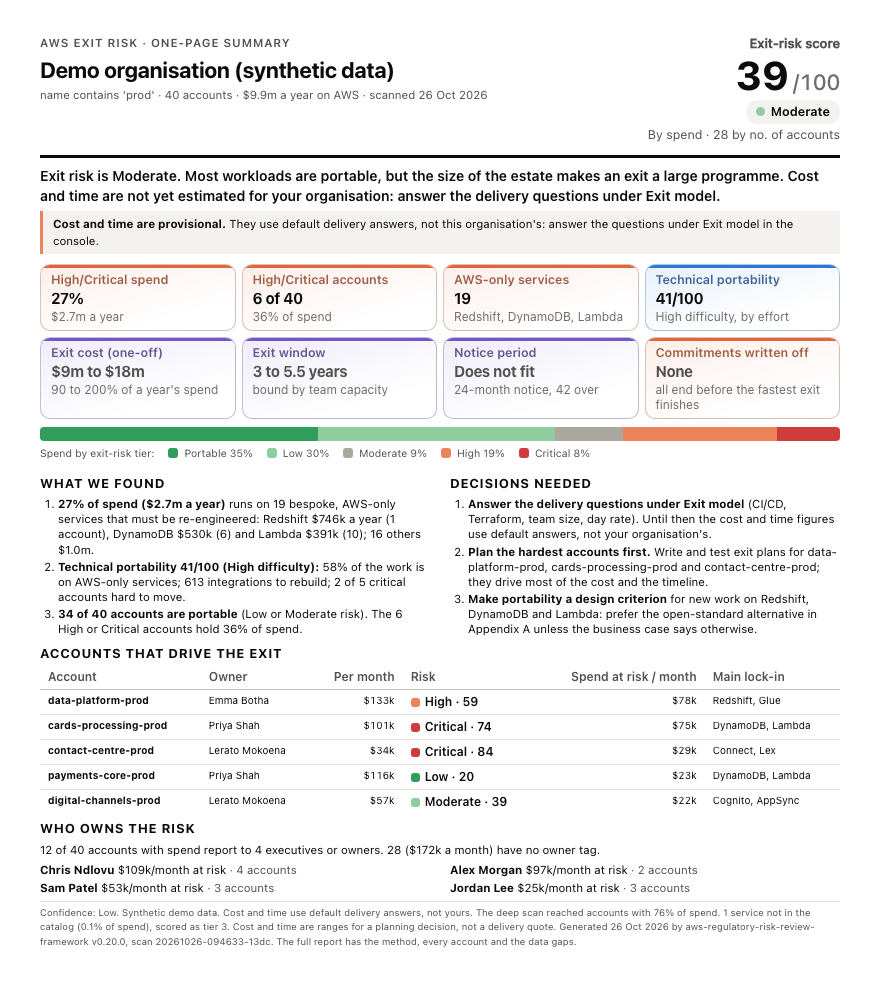 AWS EXIT RISK · ONE-PAGE SUMMARY
Demo organisation (synthetic data)
name contains 'prod' · 40 accounts · $9.9m a year on AWS · scanned 26 Oct 2026
Exit-risk score
39 /100
Moderate
By spend · 28 by no. of accounts
Exit risk is Moderate. Most workloads are portable, but the size of the estate makes an exit a large programme. Cost
and time are not yet estimated for your organisation: answer the delivery questions under Exit model.
Cost and time are provisional. They use default delivery answers, not this organisation's: answer the questions under Exit model in the
console.
High/Critical spend
27%
$2.7m a year
High/Critical accounts
6 of 40
36% of spend
AWS-only services
19
Redshift, DynamoDB, Lambda
Technical portability
41/100
High difficulty, by effort
Exit cost (one-off)
$9m to $18m
90 to 200% of a year's spend
Exit window
3 to 5.5 years
bound by team capacity
Notice period
Does not fit
24-month notice, 42 over
Commitments written off
None
all end before the fastest exit
finishes
Spend by exit-risk tier: Portable 35% Low 30% Moderate 9% High 19% Critical 8%
WHAT WE FOUND
1. 27% of spend ($2.7m a year) runs on 19 bespoke, AWS-only
services that must be re-engineered: Redshift $746k a year (1
account), DynamoDB $530k (6) and Lambda $391k (10); 16 others
$1.0m.
2. Technical portability 41/100 (High difficulty): 58% of the work is
on AWS-only services; 613 integrations to rebuild; 2 of 5 critical
accounts hard to move.
3. 34 of 40 accounts are portable (Low or Moderate risk). The 6
High or Critical accounts hold 36% of spend.
DECISIONS NEEDED
1. Answer the delivery questions under Exit model (CI/CD,
Terraform, team size, day rate). Until then the cost and time figures
use default answers, not your organisation's.
2. Plan the hardest accounts first. Write and test exit plans for data-
platform-prod, cards-processing-prod and contact-centre-prod;
they drive most of the cost and the timeline.
3. Make portability a design criterion for new work on Redshift,
DynamoDB and Lambda: prefer the open-standard alternative in
Appendix A unless the business case says otherwise.
ACCOUNTS THAT DRIVE THE EXIT
Account Owner Per month Risk Spend at risk / month Main lock-in
data-platform-prod Emma Botha $133k High · 59 $78k Redshift, Glue
cards-processing-prod Priya Shah $101k Critical · 74 $75k DynamoDB, Lambda
contact-centre-prod Lerato Mokoena $34k Critical · 84 $29k Connect, Lex
payments-core-prod Priya Shah $116k Low · 20 $23k DynamoDB, Lambda
digital-channels-prod Lerato Mokoena $57k Moderate · 39 $22k Cognito, AppSync
WHO OWNS THE RISK
12 of 40 accounts with spend report to 4 executives or owners. 28 ($172k a month) have no owner tag.
Chris Ndlovu $109k/month at risk · 4 accounts
Alex Morgan $97k/month at risk · 2 accounts
Sam Patel $53k/month at risk · 3 accounts
Jordan Lee $25k/month at risk · 3 accounts
Confidence: Low. Synthetic demo data. Cost and time use default delivery answers, not yours. The deep scan reached accounts with 76% of spend. 1 service not in the
catalog (0.1% of spend), scored as tier 3. Cost and time are ranges for a planning decision, not a delivery quote. Generated 26 Oct 2026 by aws-regulatory-risk-review-
framework v0.20.0, scan 20261026-094633-13dc. The full report has the method, every account and the data gaps.